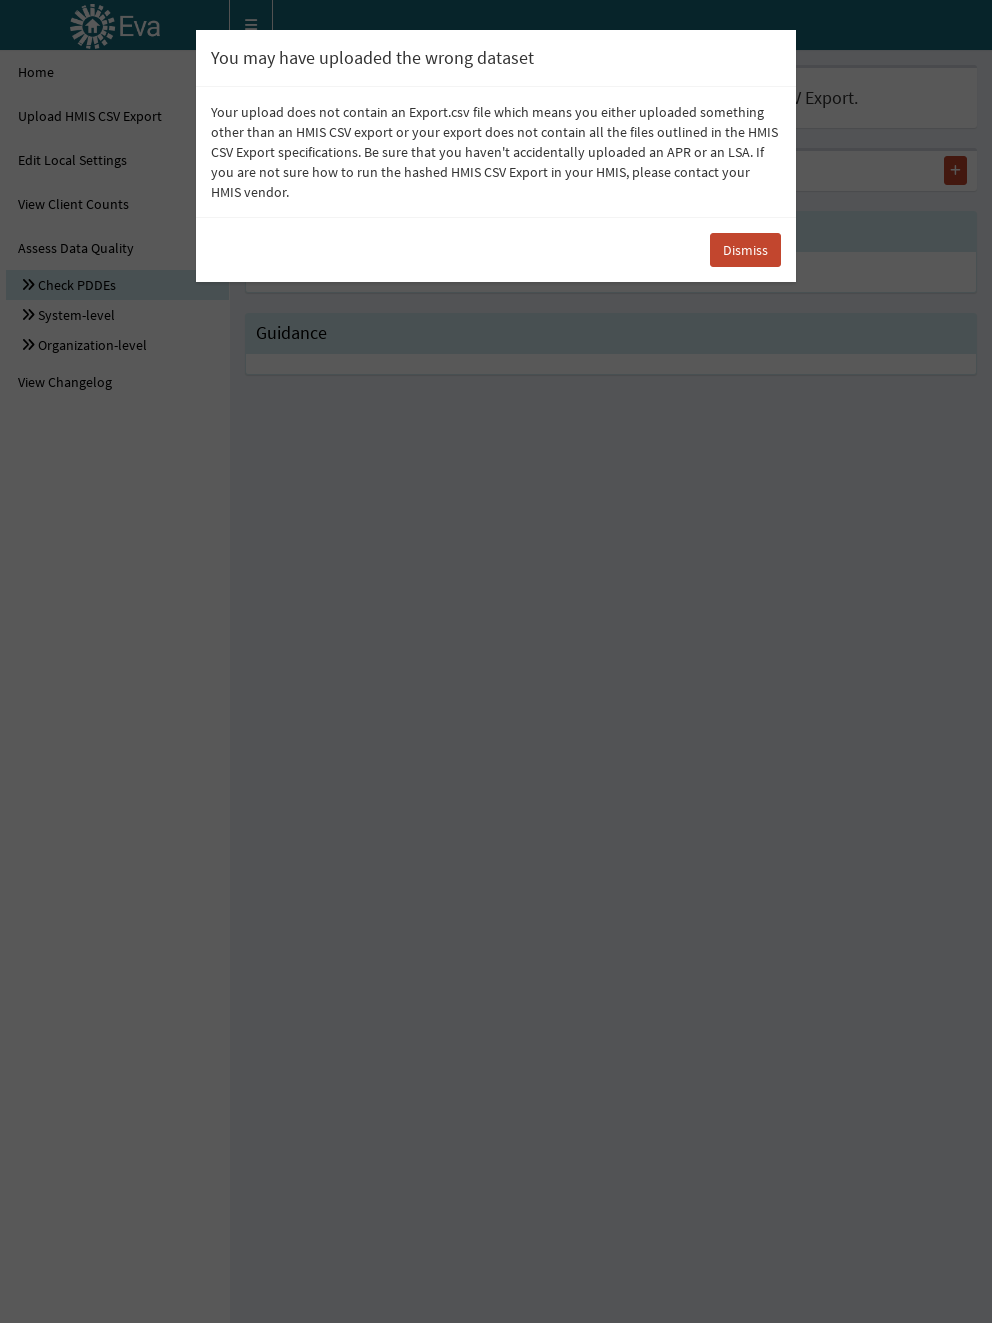 Eva
You may have uploaded the wrong dataset
Home
V Export.
Upload HMIS CSV Export
Your upload does not contain an Export.csv file which means you either uploaded something
other than an HMIS CSV export or your export does not contain all the files outlined in the HMIS
CSV Export specifications. Be sure that you haven't accidentally uploaded an APR or an LSA. If
you are not sure how to run the hashed HMIS CSV Export in your HMIS, please contact your
HMIS vendor.
Edit Local Settings
View Client Counts
Assess Data Quality
Dismiss
Check PDDEs
System-level
Organization-level
View Changelog
Guidance